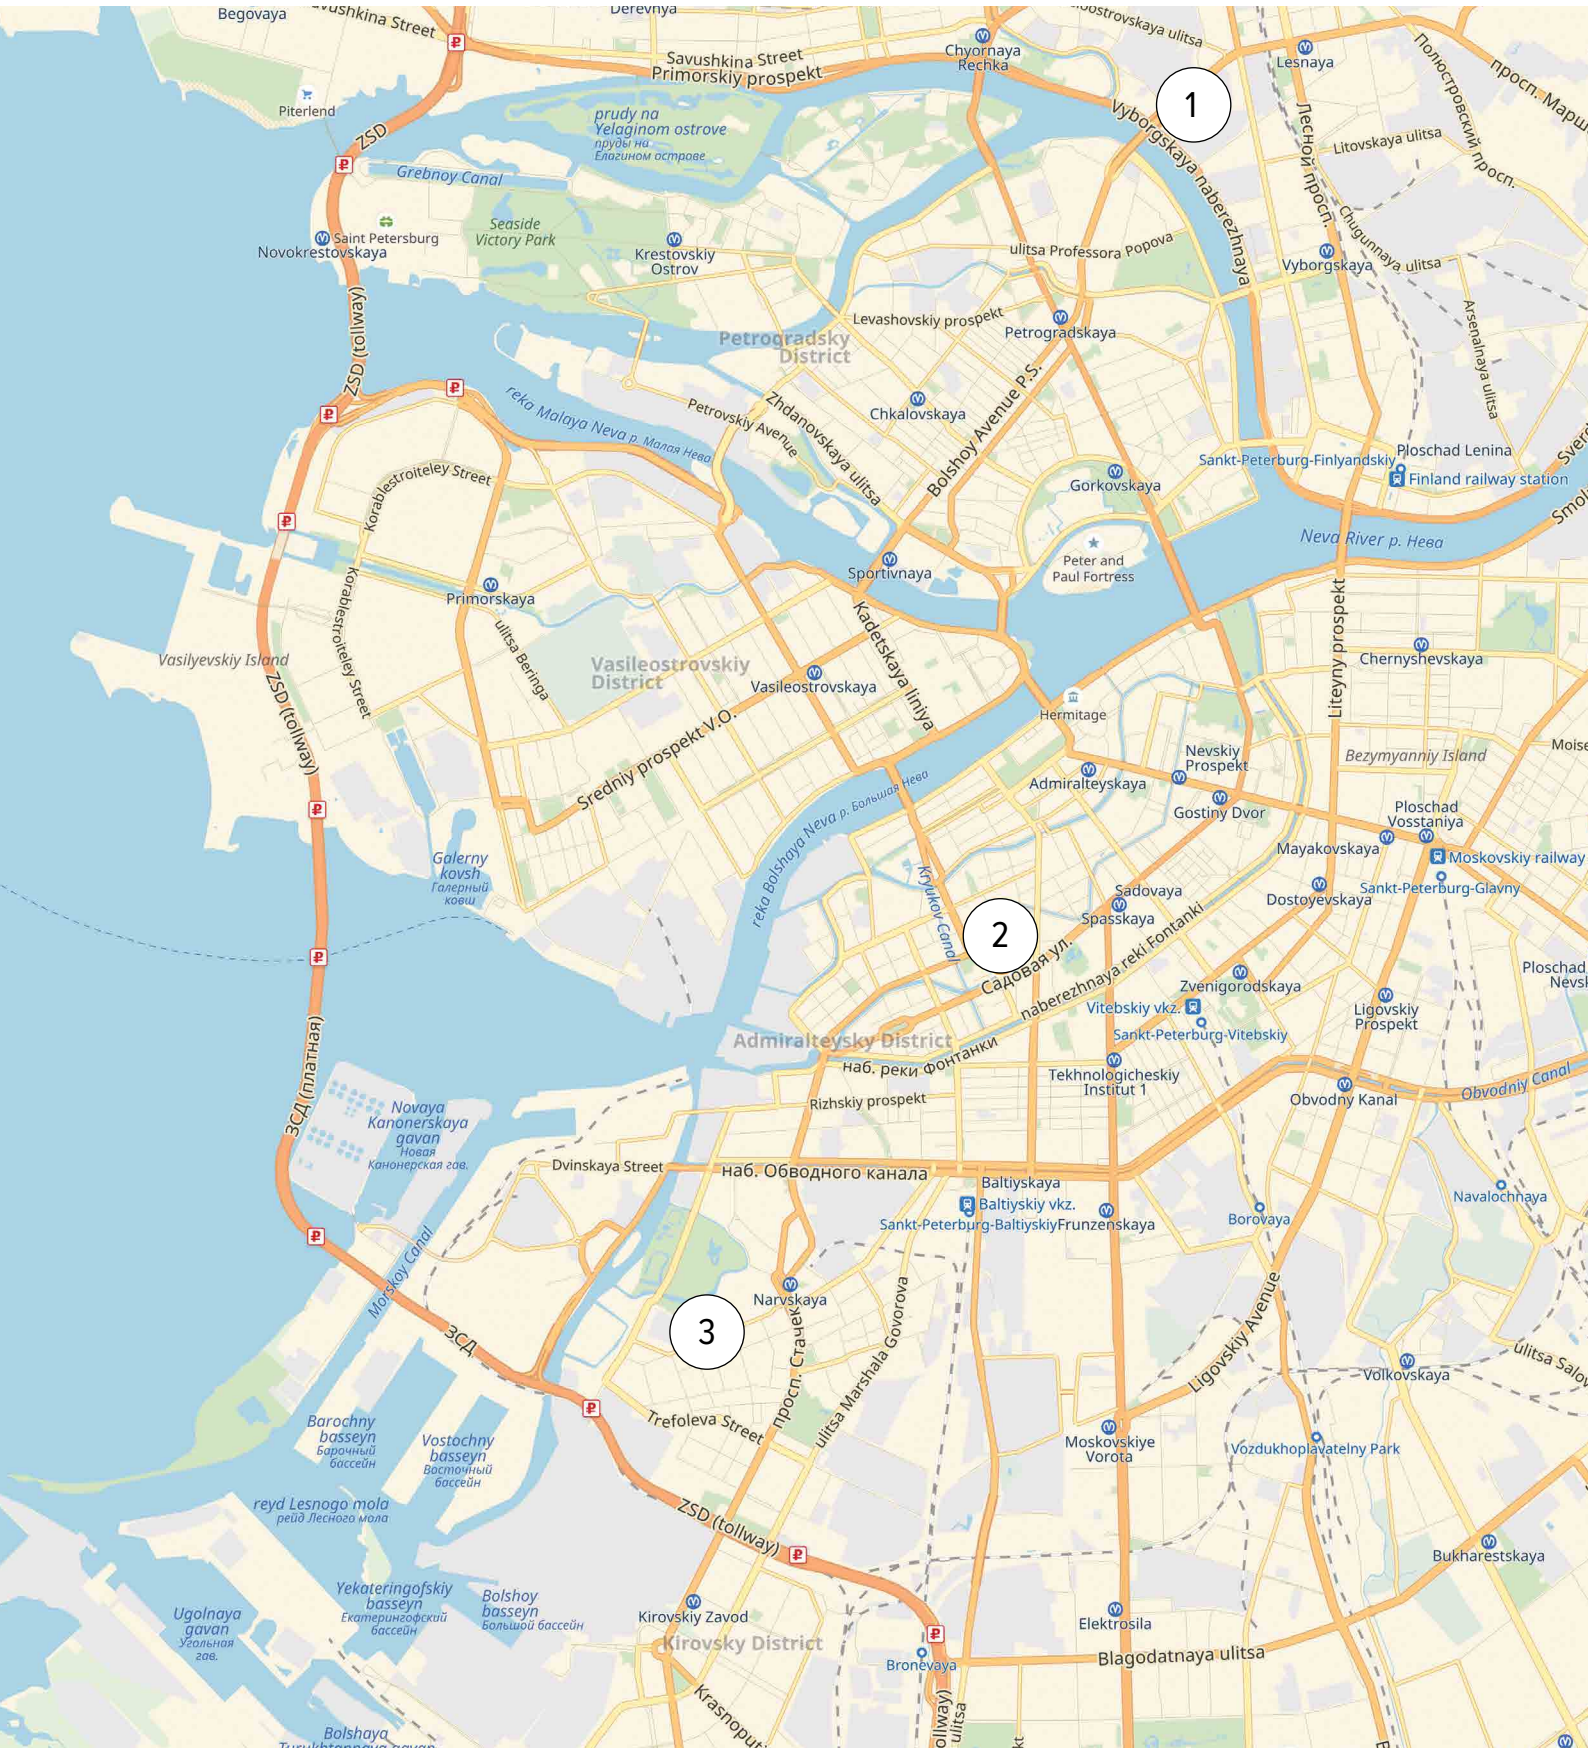 Begovaya
Savushkina Street
Derevnya
Savushkina Street
Primorskiy prospekt
Chyornaya
Rechka
Lesnaya
Полюстровский просп.
просп. Марш
Piterlend
ZSD
prudy na
Yelaginom ostrove
пруды на
Елагином острове
Vyborgskaya naberezhnaya
1
Лесной просп.
Litovskaya ulitsa
Grebnoy Canal
Seaside
Victory Park
Saint Petersburg
Novokrestovskaya
Krestovskiy
Ostrov
ulitsa Professora Popova
Chugunnaya ulitsa
Vyborgskaya
ZSD (tollway)
Levashovskiy prospekt
Petrogradskaya
Arsenalnaya ulitsa
Petrogradsky
District
reka Malaya Neva р. Малая Нева
Petrovskiy Avenue
Zhdanovskaya ulitsa
Chkalovskaya
Bolshoy Avenue P.S.
Korablestroiteley Street
Gorkovskaya
Sankt-Peterburg-Finlyandskiy
Ploschad Lenina
Finland railway station
Sverd
Smol
Neva River р. Нева
Peter and
Paul Fortress
Sportivnaya
Primorskaya
Korablestroiteley Street
ulitsa Beringa
Kadetskaya liniya
Liteyny prospekt
Chernyshevskaya
Vasilyevskiy Island
Vasileostrovskiy
District
Vasileostrovskaya
ZSD (tollway)
Sredniy prospekt V.O.
Hermitage
Nevskiy
Prospekt
Bezymyanniy Island
Moise
Admiralteyskaya
Gostiny Dvor
reka Bolshaya Neva р. Большая Нева
Ploschad
Vosstaniya
Mayakovskaya
Moskovskiy railway
Galerny
kovsh
Галерный
ковш
Kryukov Canal
Sadovaya
Spasskaya
Dostoyevskaya
Sankt-Peterburg-Glavny
2
Садовая ул.
naberezhnaya reki Fontanki
Zvenigorodskaya
Ploschad
Nevsk
Vitebskiy vkz.
Sankt-Peterburg-Vitebskiy
Ligovskiy
Prospekt
Admiralteysky District
наб. реки Фонтанки
Tekhnologicheskiy
Institut 1
Obvodny Kanal
Obvodniy Canal
ЗСД (платная)
Rizhskiy prospekt
Novaya
Kanonerskaya
gavan
Новая
Канонерская гав.
Dvinskaya Street
наб. Обводного канала
Baltiyskaya
Baltiyskiy vkz.
Sankt-Peterburg-Baltiyskiy
Frunzenskaya
Borovaya
Navalochnaya
Morskoy Canal
Narvskaya
3
просп. Стачек
ulitsa Marshala Govorova
Ligovskiy Avenue
ЗСД
Volkovskaya
ulitsa Salov
Trefoleva Street
Barochny
basseyn
Барочный
бассейн
Vostochny
basseyn
Восточный
бассейн
Moskovskiye
Vorota
Vozdukhoplavatelny Park
reyd Lesnogo mola
рейд Лесного мола
ZSD (tollway)
Bukharestskaya
Yekateringofskiy
basseyn
Екатерингофский
бассейн
Bolshoy
basseyn
Большой бассейн
Ugolnaya
gavan
Угольная
гав.
Kirovskiy Zavod
Kirovsky District
Elektrosila
Bronevaya
Blagodatnaya ulitsa
Krasnoputi
ollway)
ulitsa
Bolshaya